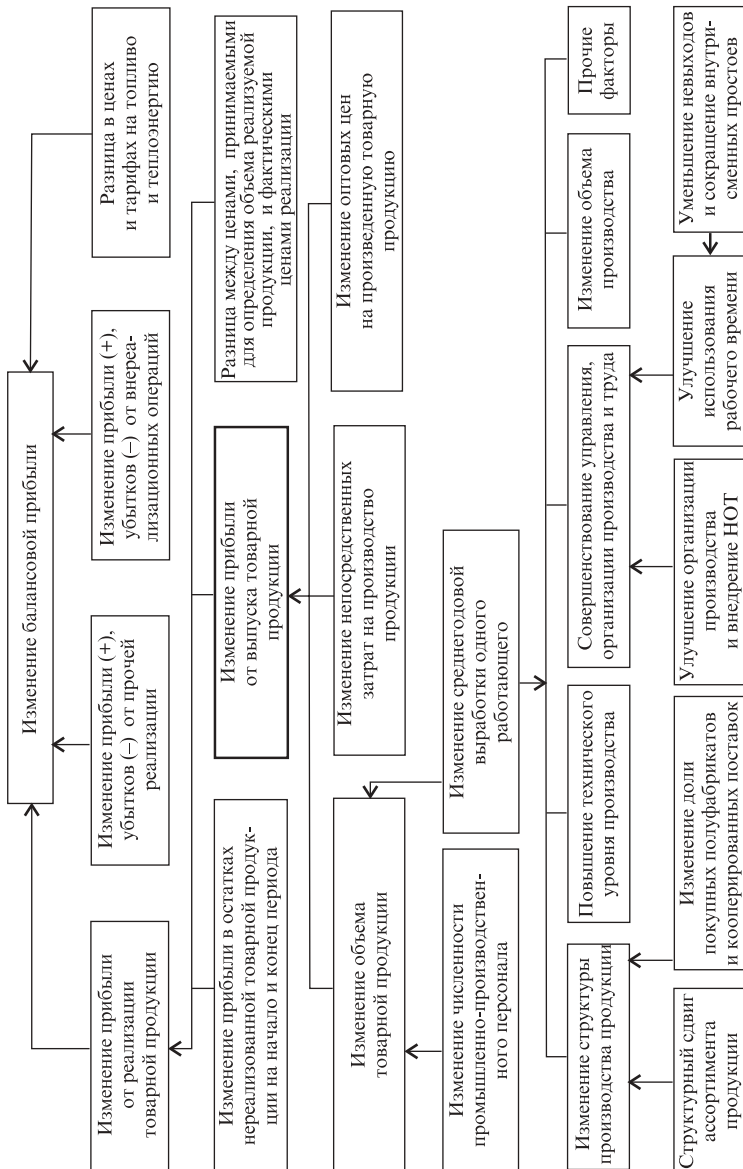 Изменение балансовой прибыли
Изменение прибыли
от реализации
товарной продукции
Изменение прибыли (+),
убытков (–) от прочей
реализации
Изменение прибыли (+),
убытков (–) от внереа-
лизационных операций
Разница в ценах
и тарифах на топливо
и теплоэнергию
Изменение прибыли в остатках
нереализованной товарной продук-
ции на начало и конец периода
Изменение прибыли
от выпуска товарной
продукции
Разница между ценами, принимаемыми
для определения объема реализуемой
продукции, и фактическими
ценами реализации
Изменение объема
товарной продукции
Изменение непосредственных
затрат на производство
продукции
Изменение оптовых цен
на произведенную товарную
продукцию
Изменение численности
промышленно-производствен-
ного персонала
Изменение среднегодовой
выработки одного
работающего
Изменение структуры
производства продукции
Повышение технического
уровня производства
Совершенствование управления,
организации производства и труда
Изменение объема
производства
Прочие
факторы
Структурный сдвиг
ассортимента
продукции
Изменение доли
покупных полуфабрикатов
и кооперированных поставок
Улучшение организации
производства
и внедрение НОТ
Улучшение
использования
рабочего времени
Уменьшение невыходов
и сокращение внутри-
сменных простоев